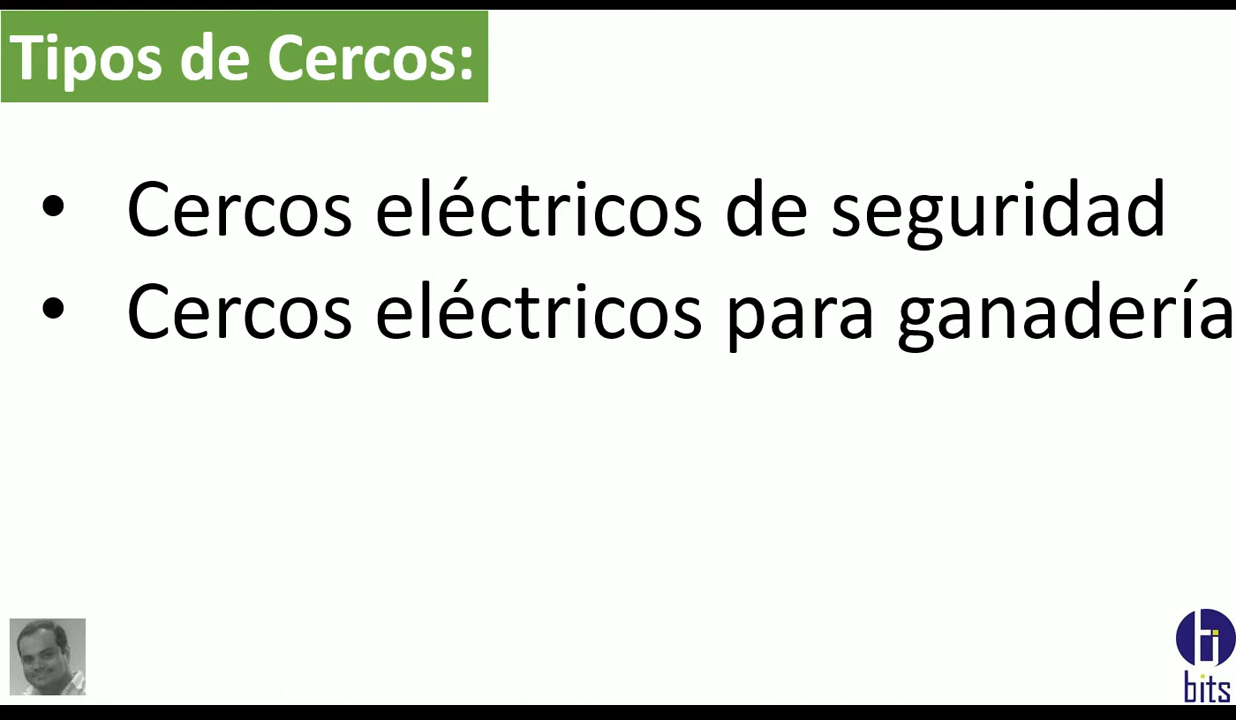 Tipos de Cercos:
• Cercos eléctricos de seguridad
• Cercos eléctricos para ganadería
bits